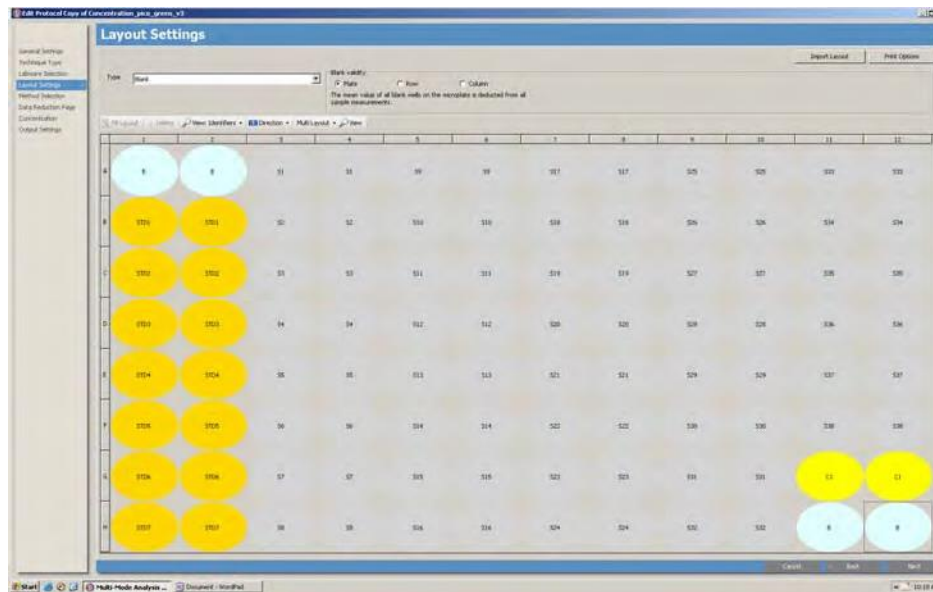 Edit Protocol Copy of Concentration_pico_green_v3
Layout Settings
General Settings
Technique Type
Labware Selection
Layout Settings
Method Selection
Data Reduction Page
Concentration
Output Settings
Import Layout Print Options
Type Blank
Blank validity
Plate Row Column
The mean value of all blank wells on the microplate is deducted from all
sample measurements.
View: Identifiers Direction MultiLayout View
1 2 3 4 5 6 7 8 9 10 11 12
A B B S1 S1 S9 S9 S17 S17 S25 S25 S33 S33
B STD1 STD1 S2 S2 S10 S10 S18 S18 S26 S26 S34 S34
C STD2 STD2 S3 S3 S11 S11 S19 S19 S27 S27 S35 S35
D STD3 STD3 S4 S4 S12 S12 S20 S20 S28 S28 S36 S36
E STD4 STD4 S5 S5 S13 S13 S21 S21 S29 S29 S37 S37
F STD5 STD5 S6 S6 S14 S14 S22 S22 S30 S30 S38 S38
G STD6 STD6 S7 S7 S15 S15 S23 S23 S31 S31 C1 C1
H STD7 STD7 S8 S8 S16 S16 S24 S24 S32 S32 B B
Cancel Back Next
Start Multi-Mode Analysis ... Document - WordPad